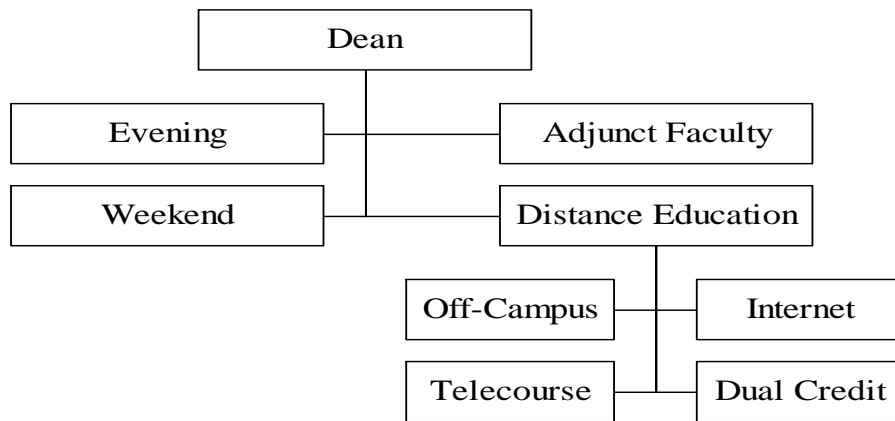 Dean
Evening
Adjunct Faculty
Weekend
Distance Education
Off-Campus
Internet
Telecourse
Dual Credit